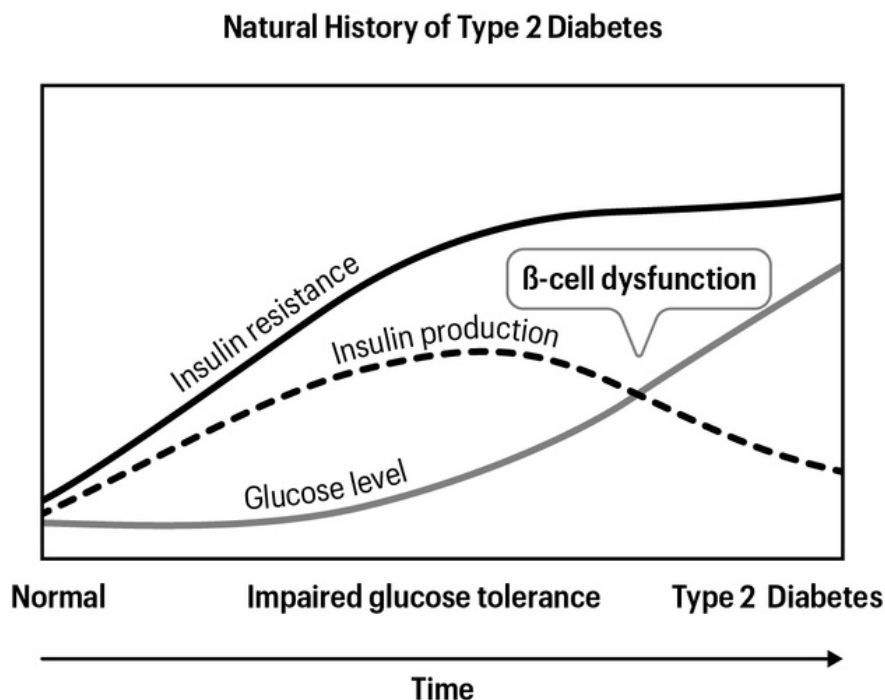 Natural History of Type 2 Diabetes
Insulin resistance
ß-cell dysfunction
Insulin production
Glucose level
Normal
Impaired glucose tolerance
Type 2 Diabetes
Time